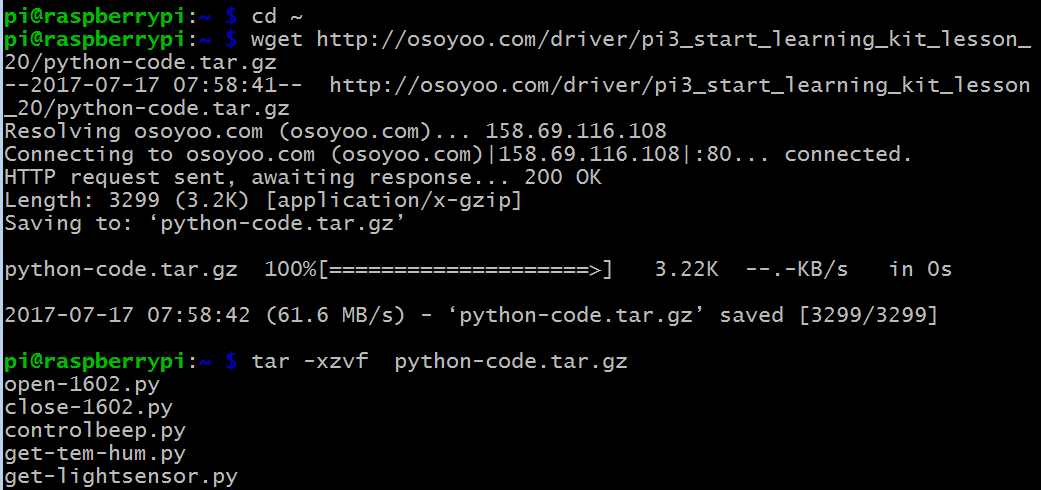 pi@raspberrypi:~ $ cd ~
pi@raspberrypi:~ $ wget http://osoyoo.com/driver/pi3_start_learning_kit_lesson_
20/python-code.tar.gz
--2017-07-17 07:58:41--  http://osoyoo.com/driver/pi3_start_learning_kit_lesson
_20/python-code.tar.gz
Resolving osoyoo.com (osoyoo.com)... 158.69.116.108
Connecting to osoyoo.com (osoyoo.com)|158.69.116.108|:80... connected.
HTTP request sent, awaiting response... 200 OK
Length: 3299 (3.2K) [application/x-gzip]
Saving to: ‘python-code.tar.gz’
python-code.tar.gz  100%[====================>]   3.22K  --.-KB/s   in 0s
2017-07-17 07:58:42 (61.6 MB/s) - ‘python-code.tar.gz’ saved [3299/3299]
pi@raspberrypi:~ $ tar -xzvf  python-code.tar.gz
open-1602.py
close-1602.py
controlbeep.py
get-tem-hum.py
get-lightsensor.py